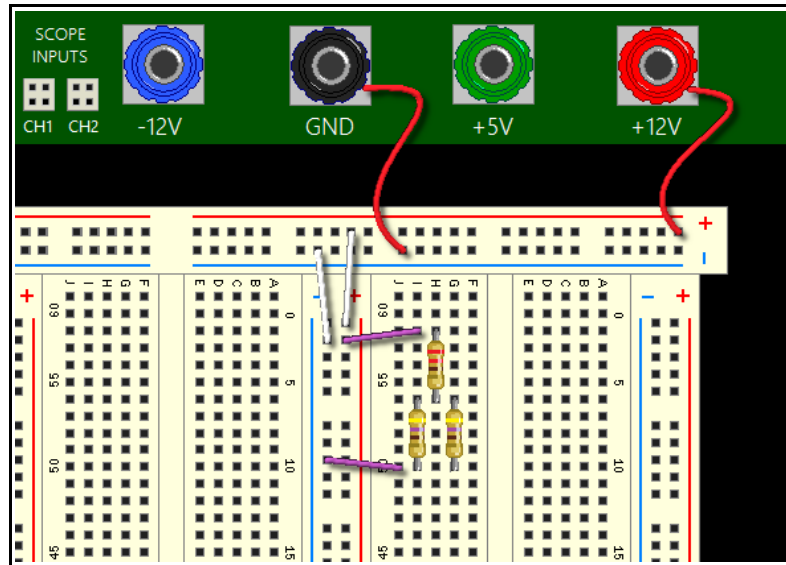 SCOPE
INPUTS
CH1 CH2 -12V GND +5V +12V
+
-
J I H G F E D C B A - + J I H G F E D C B A - +
+
60 0 60 0
55 5 55 5
50 10 50 10
45 15 45 15